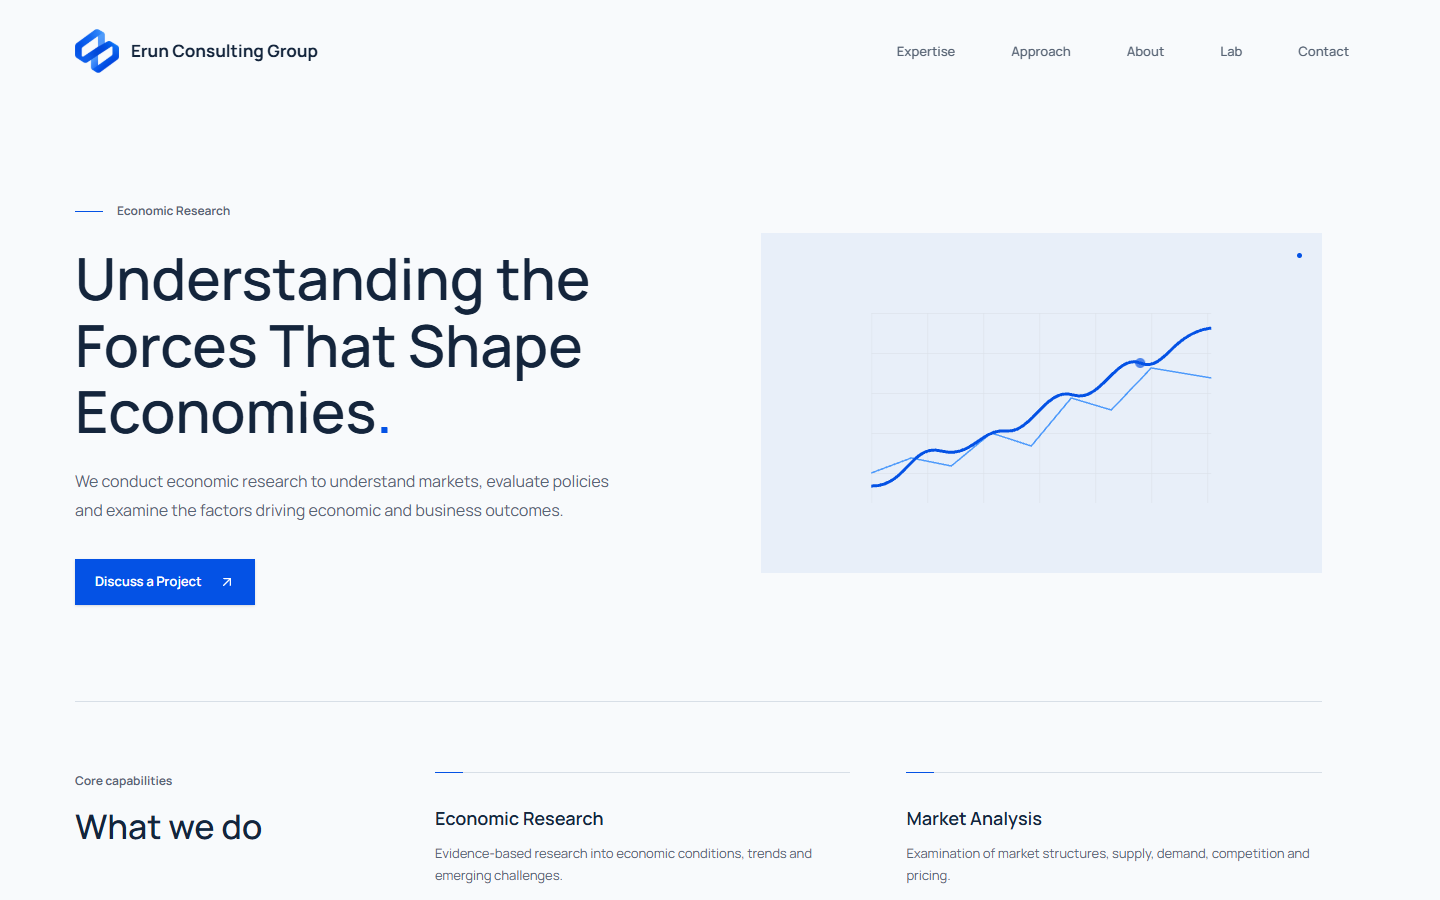 Erun Consulting Group
Expertise
Approach
About
Lab
Contact
Economic Research
Understanding the
Forces That Shape
Economies.
We conduct economic research to understand markets, evaluate policies
and examine the factors driving economic and business outcomes.
Discuss a Project
Core capabilities
What we do
Economic Research
Evidence-based research into economic conditions, trends and
emerging challenges.
Market Analysis
Examination of market structures, supply, demand, competition and
pricing.